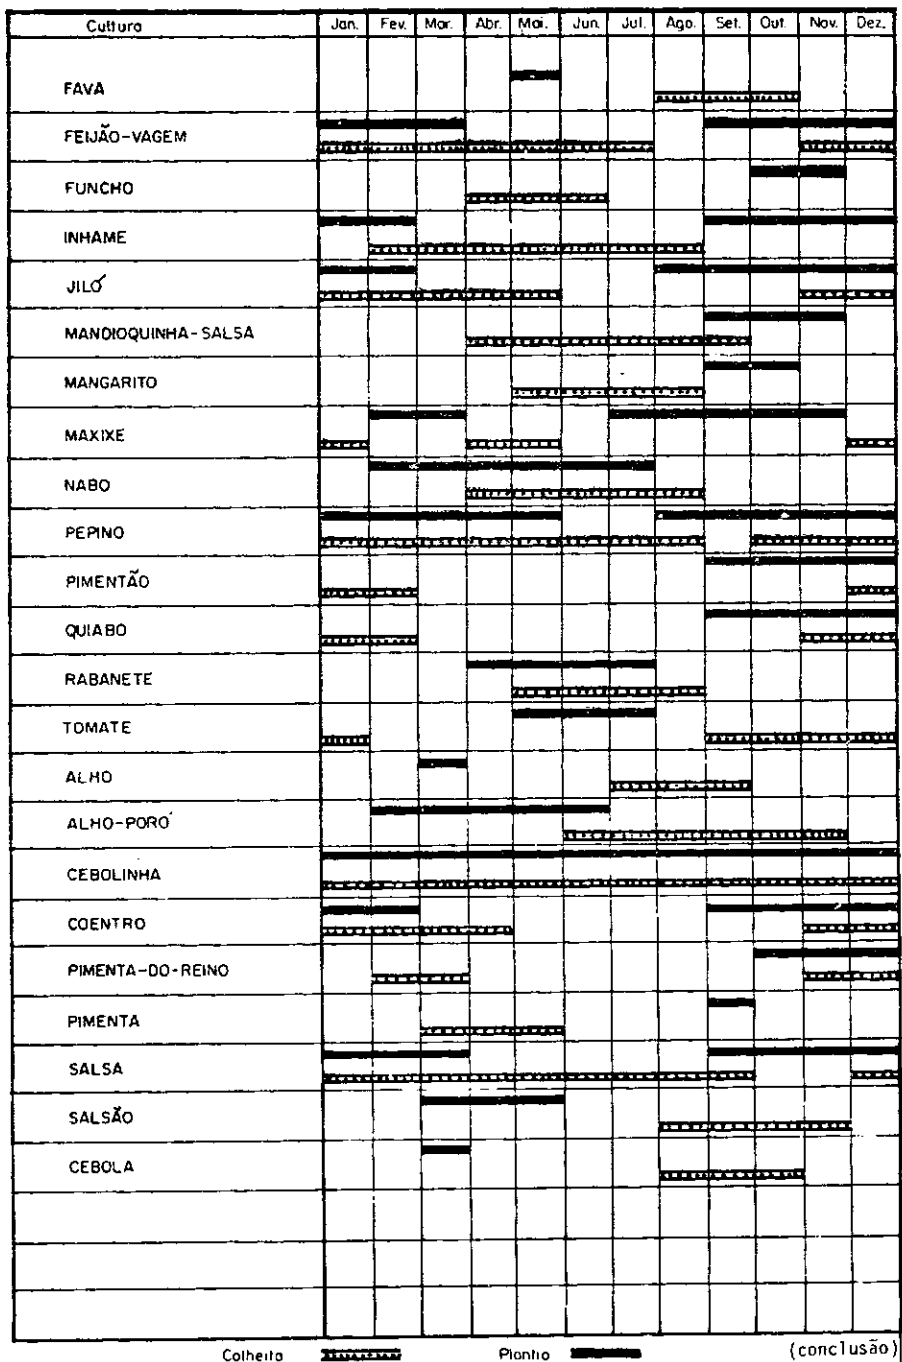 Cultura Jan. Fev. Mar. Abr. Mai. Jun. Jul. Ago. Set. Out. Nov. Dez.
FAVA
FEIJÃO-VAGEM
FUNCHO
INHAME
JILÓ
MANDIOQUINHA-SALSA
MANGARITO
MAXIXE
NABO
PEPINO
PIMENTÃO
QUIABO
RABANETE
TOMATE
ALHO
ALHO-PORÓ
CEBOLINHA
COENTRO
PIMENTA-DO-REINO
PIMENTA
SALSA
SALSÃO
CEBOLA
Colheita Plantio (conclusão)